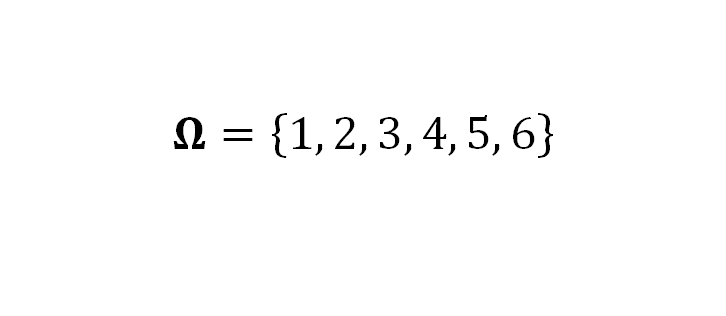 Ω = {1, 2, 3, 4, 5, 6}